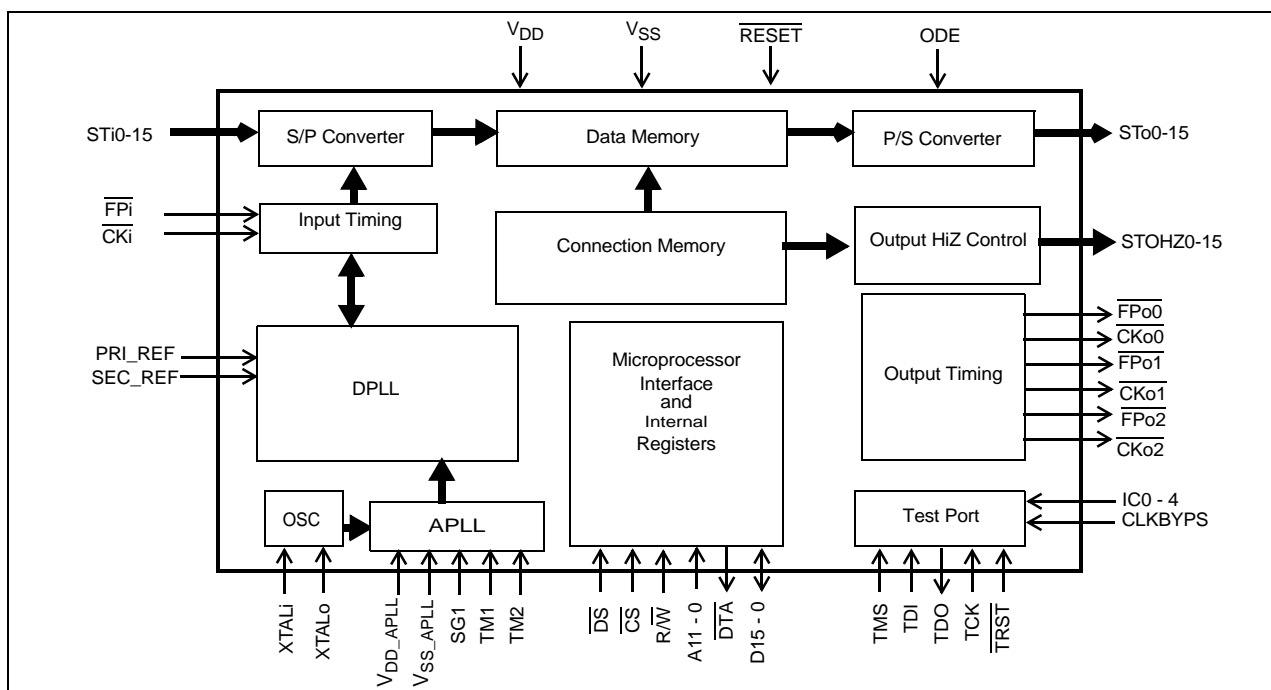 VDD VSS RESET ODE
STi0-15 S/P Converter Data Memory P/S Converter STo0-15
FPi Input Timing
CKi
Connection Memory Output HiZ Control STOHZ0-15
PRI_REF
SEC_REF
DPLL
Microprocessor
Interface
and
Internal
Registers
Output Timing
FPo0
CKo0
FPo1
CKo1
FPo2
CKo2
OSC APLL Test Port
IC0 - 4
CLKBYPS
XTALi
XTALo
VDD_APLL
VSS_APLL
SG1
TM1
TM2
DS
CS
R/W
A11 - 0
DTA
D15 - 0
TMS
TDI
TDO
TCK
TRST